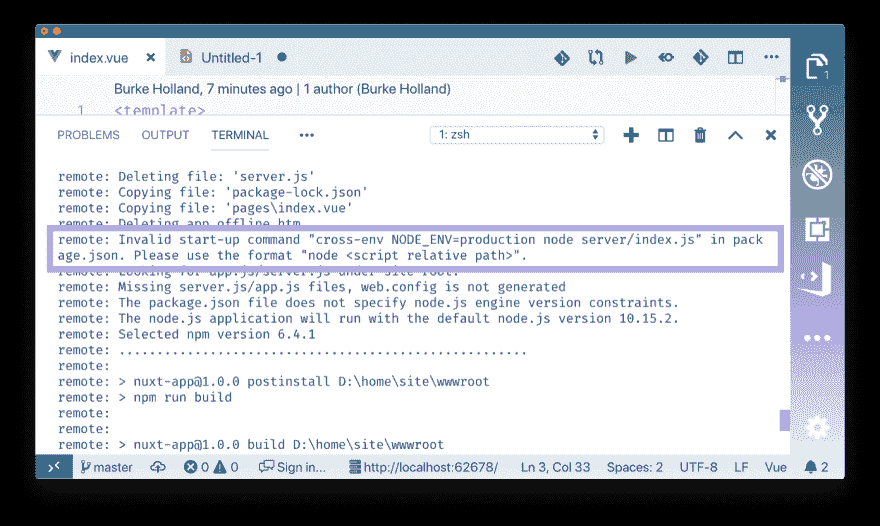 index.vue
Untitled-1
Burke Holland, 7 minutes ago | 1 author (Burke Holland)
1 <template>
PROBLEMS OUTPUT TERMINAL ••• 1: zsh
remote: Deleting file: 'server.js'
remote: Copying file: 'package-lock.json'
remote: Copying file: 'pages\index.vue'
remote: Deleting app_offline.htm
remote: Invalid start-up command "cross-env NODE_ENV=production node server/index.js" in pack
age.json. Please use the format "node <script relative path>".
remote: Looking for app.js/server.js under site root.
remote: Missing server.js/app.js files, web.config is not generated
remote: The package.json file does not specify node.js engine version constraints.
remote: The node.js application will run with the default node.js version 10.15.2.
remote: Selected npm version 6.4.1
remote: ......................................................
remote:
remote: > nuxt-app@1.0.0 postinstall D:\home\site\wwwroot
remote: > npm run build
remote:
remote:
remote: > nuxt-app@1.0.0 build D:\home\site\wwwroot
master 0 0 Sign in... http://localhost:62678/ Ln 3, Col 33 Spaces: 2 UTF-8 LF Vue 2
1